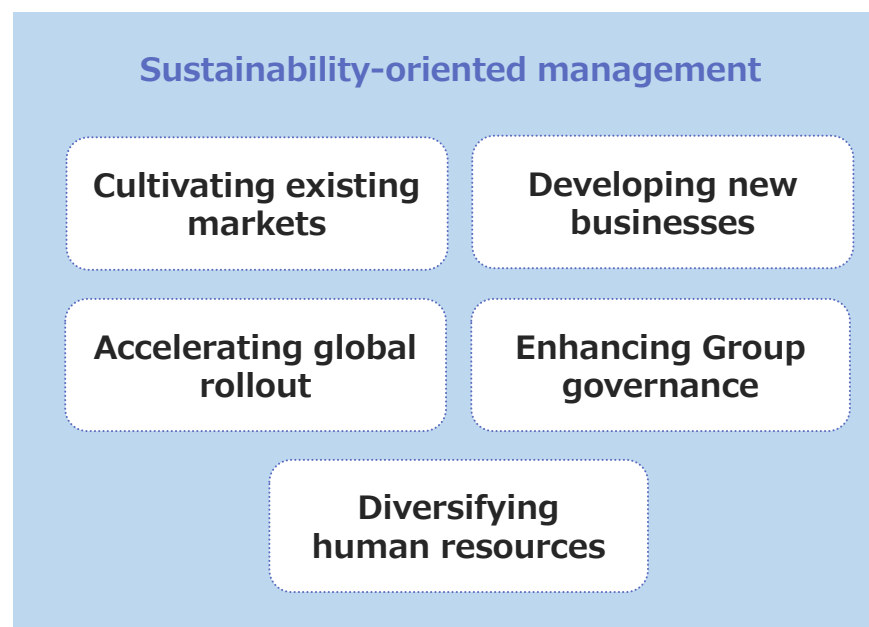 Sustainability-oriented management
Cultivating existing
markets
Developing new
businesses
Accelerating global
rollout
Enhancing Group
governance
Diversifying
human resources